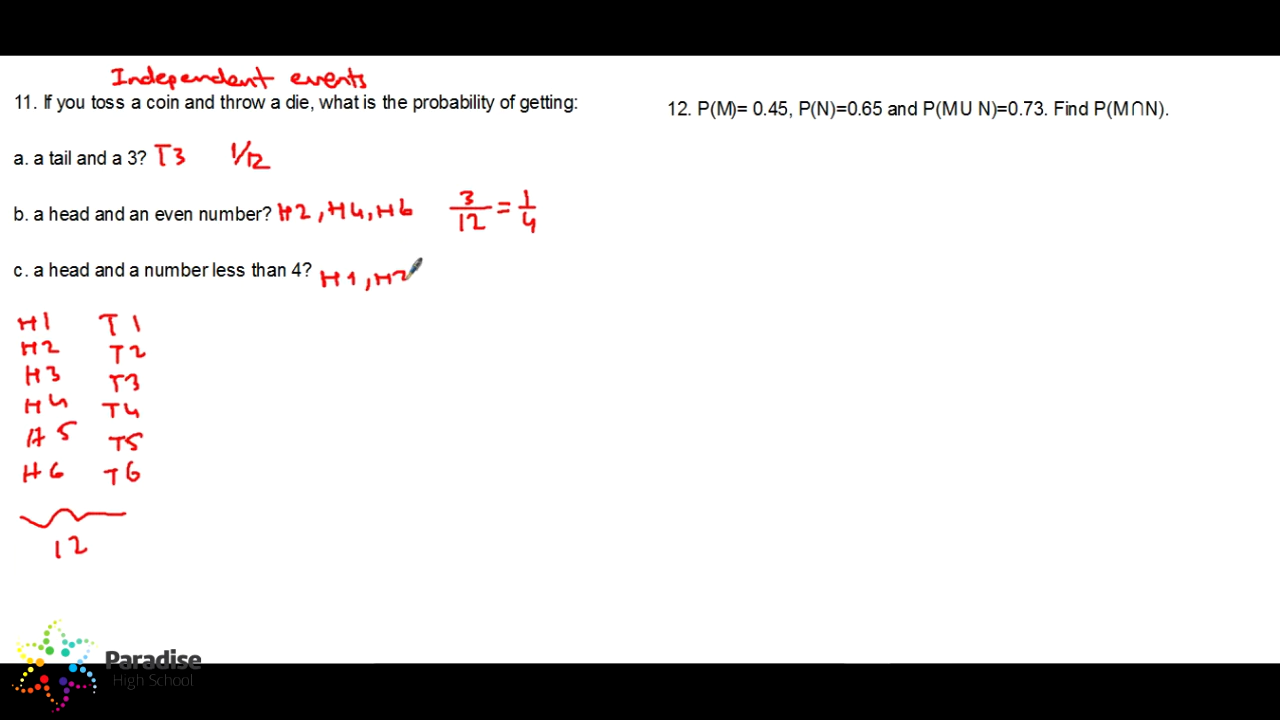 Independent events
11. If you toss a coin and throw a die, what is the probability of getting:
a. a tail and a 3? T3 1/12
b. a head and an even number? H2, H4, H6 3/12 = 1/4
c. a head and a number less than 4? H1, H2
H1 T1
H2 T2
H3 T3
H4 T4
H5 T5
H6 T6
12
12. P(M)= 0.45, P(N)=0.65 and P(M∪ N)=0.73. Find P(M∩N).
Paradise
High School